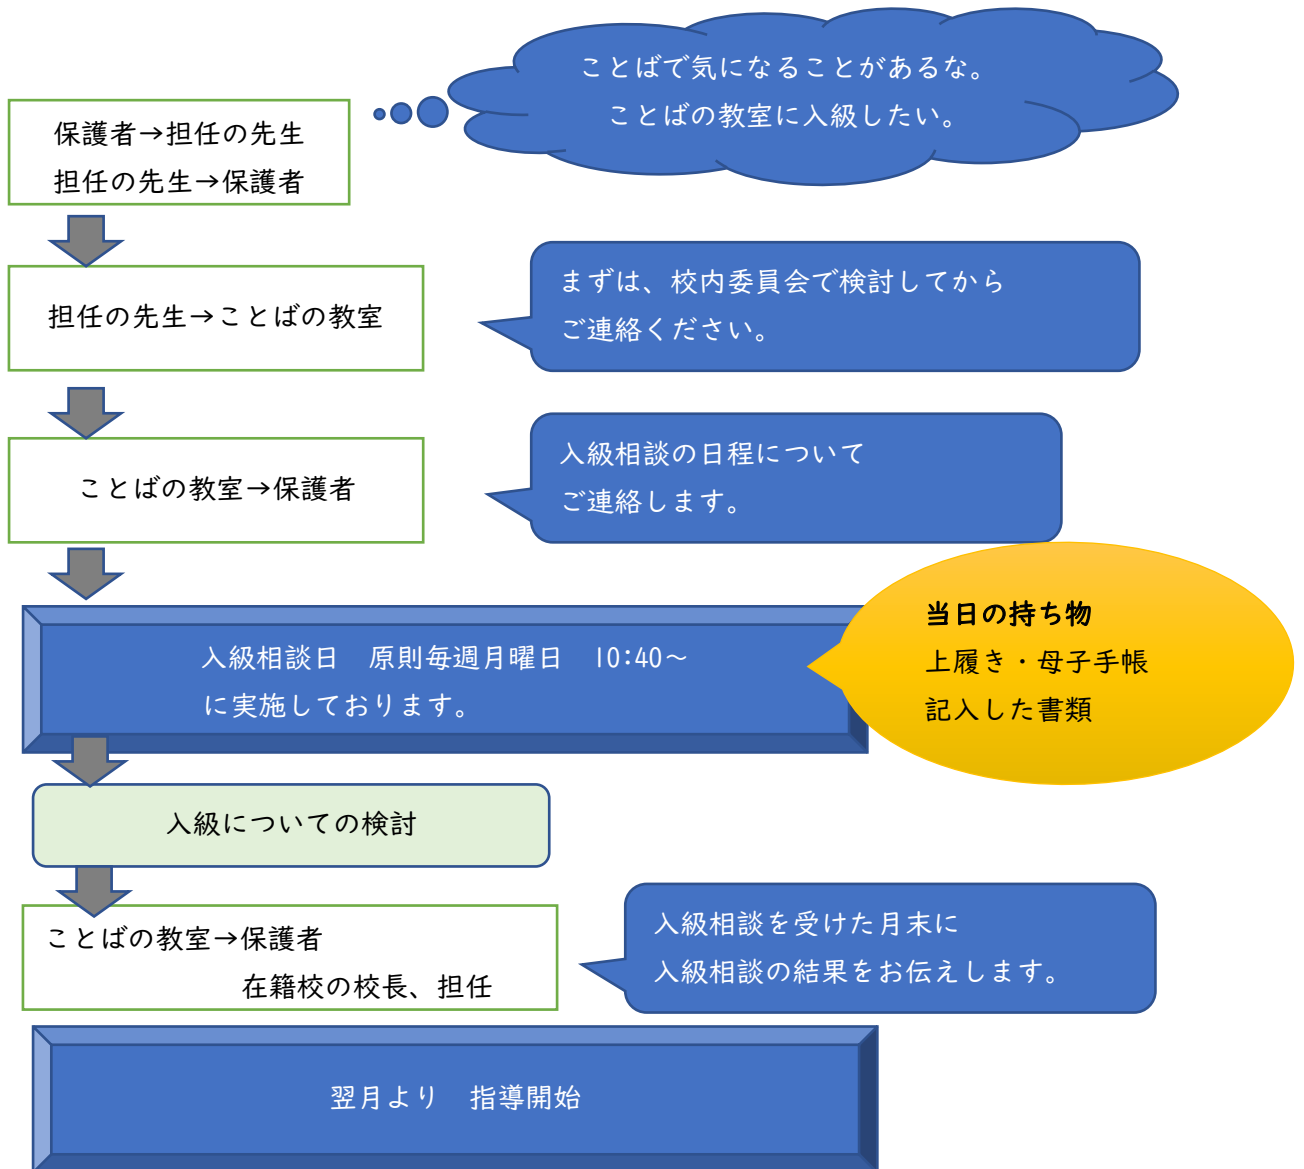 ことばで気になることがあるな。
ことばの教室に入級したい。
保護者→担任の先生
担任の先生→保護者
担任の先生→ことばの教室
まずは、校内委員会で検討してから
ご連絡ください。
ことばの教室→保護者
入級相談の日程について
ご連絡します。
入級相談日　原則毎週月曜日　10:40～
に実施しております。
当日の持ち物
上履き・母子手帳
記入した書類
入級についての検討
ことばの教室→保護者
在籍校の校長、担任
入級相談を受けた月末に
入級相談の結果をお伝えします。
翌月より　指導開始